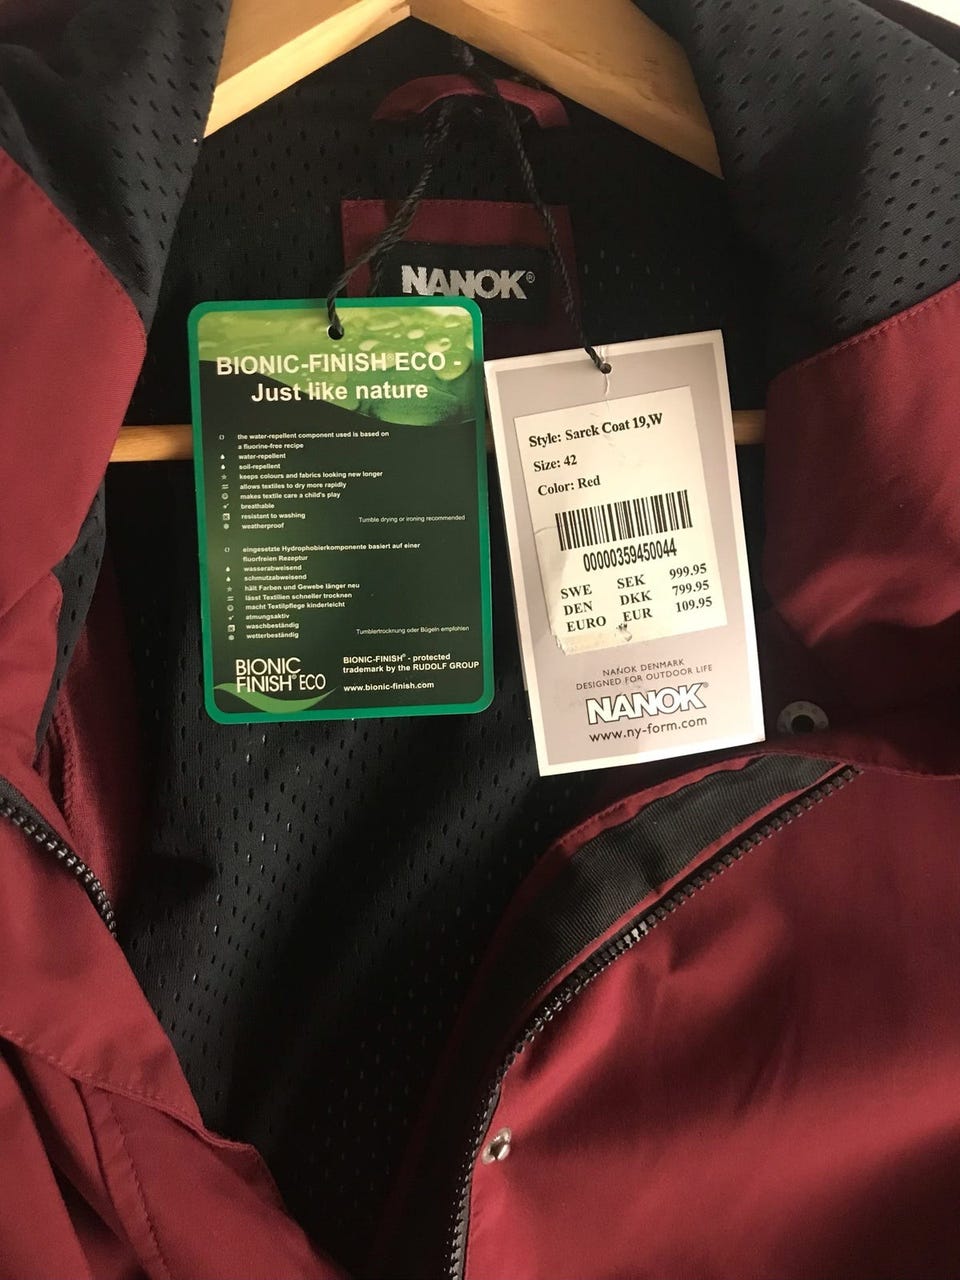 NANOK®
BIONIC-FINISH®ECO -
Just like nature
the water-repellent component used is based on
a fluorine-free recipe
water-repellent
soil-repellent
keeps colours and fabrics looking new longer
allows textiles to dry more rapidly
makes textile care a child's play
breathable
resistant to washing
weatherproof
Tumble drying or ironing recommended
eingesetzte Hydrophobierkomponente basiert auf einer
fluorfreien Rezeptur
wasserabweisend
schmutzabweisend
hält Farben und Gewebe länger neu
lässt Textilien schneller trocknen
macht Textilpflege kinderleicht
atmungsaktiv
waschbeständig
wetterbeständig
Tumblertrocknung oder Bügeln empfohlen
BIONIC
FINISH®ECO
BIONIC-FINISH® - protected
trademark by the RUDOLF GROUP
www.bionic-finish.com
Style: Sarek Coat 19,W
Size: 42
Color: Red
00000359450044
SWE SEK 999.95
DEN DKK 799.95
EURO EUR 109.95
NANOK DENMARK
DESIGNED FOR OUTDOOR LIFE
NANOK®
www.ny-form.com